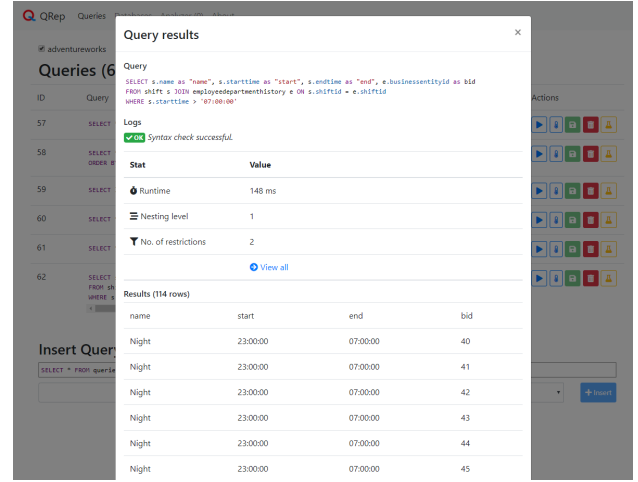 QRep Queries Databases Analyze ID About
adventureworks
Queries (6
ID Query Actions
57 SELECT
58 SELECT
ORDER B
59 SELECT
60 SELECT
61 SELECT
62 SELECT
FROM sh
WHERE s
Insert Query
SELECT * FROM querie
+ Insert
Query results ×
Query
SELECT s.name as "name", s.starttime as "start", s.endtime as "end", e.businessentityid as bid
FROM shift s JOIN employeedepartmenthistory e ON s.shiftid = e.shiftid
WHERE s.starttime > '07:00:00'
Logs
✓ OK Syntax check successful.
Stat Value
Runtime 148 ms
Nesting level 1
No. of restrictions 2
View all
Results (114 rows)
name start end bid
Night 23:00:00 07:00:00 40
Night 23:00:00 07:00:00 41
Night 23:00:00 07:00:00 42
Night 23:00:00 07:00:00 43
Night 23:00:00 07:00:00 44
Night 23:00:00 07:00:00 45